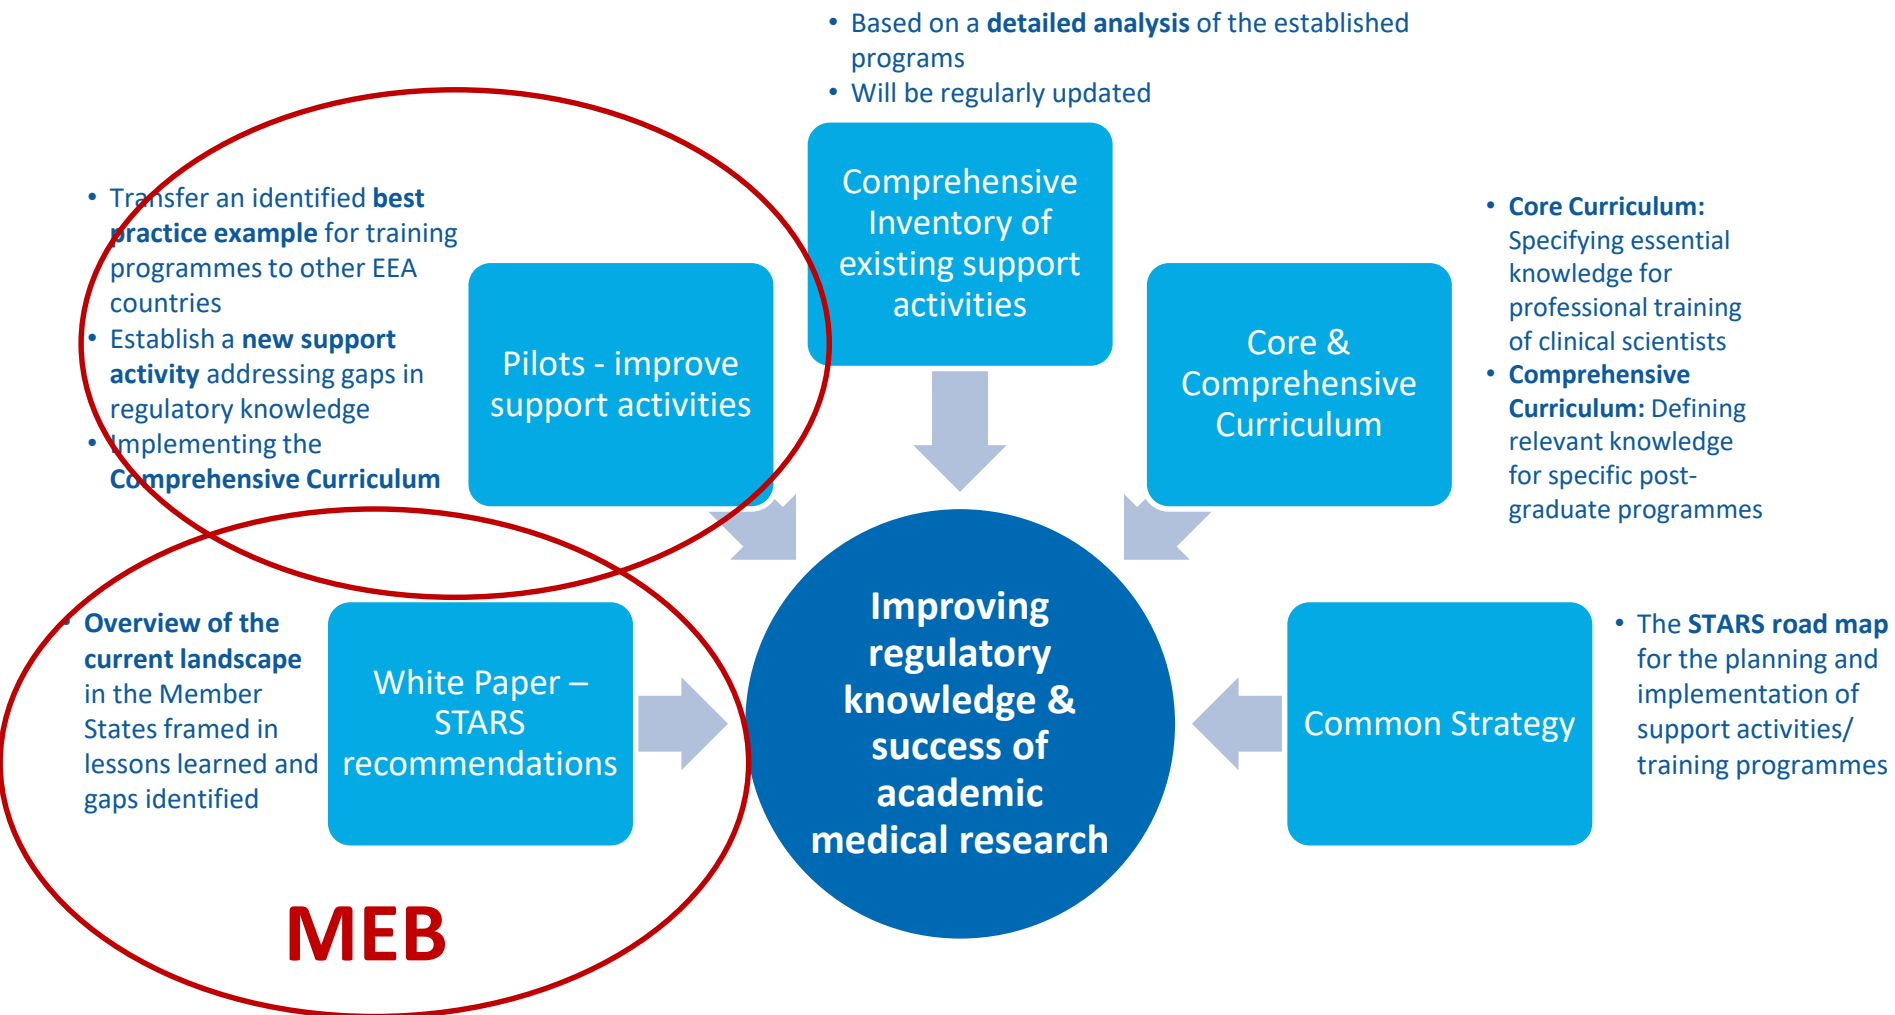 • Based on a detailed analysis of the established
programs
• Will be regularly updated
• Transfer an identified best
practice example for training
programmes to other EEA
countries
• Establish a new support
activity addressing gaps in
regulatory knowledge
• Implementing the
Comprehensive Curriculum
Pilots - improve
support activities
Comprehensive
Inventory of
existing support
activities
Core &
Comprehensive
Curriculum
• Core Curriculum:
Specifying essential
knowledge for
professional training
of clinical scientists
• Comprehensive
Curriculum: Defining
relevant knowledge
for specific post-
graduate programmes
• Overview of the
current landscape
in the Member
States framed in
lessons learned and
gaps identified
White Paper –
STARS
recommendations
Improving
regulatory
knowledge &
success of
academic
medical research
Common Strategy
• The STARS road map
for the planning and
implementation of
support activities/
training programmes
MEB